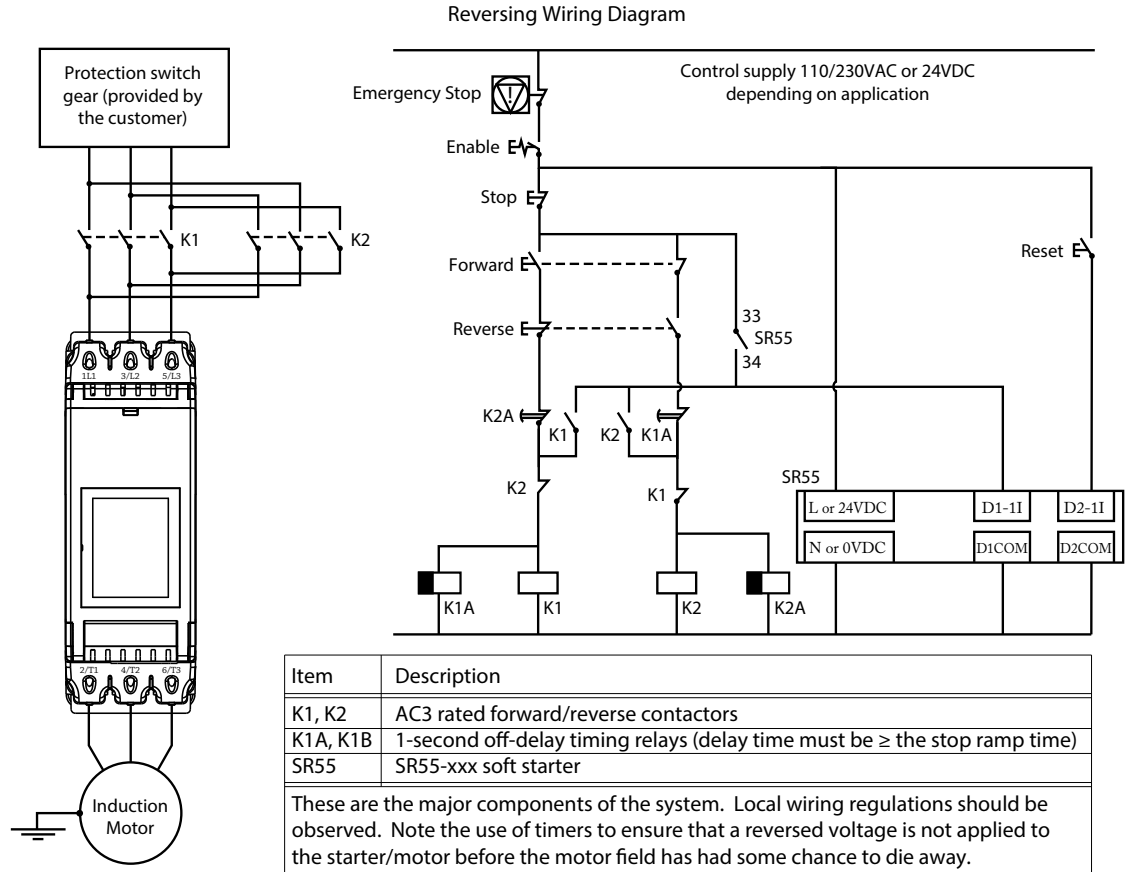 Reversing Wiring Diagram
Protection switch
gear (provided by
the customer)
K1
K2
1L1
3/L2
5/L3
2/T1
4/T2
6/T3
Induction
Motor
Control supply 110/230VAC or 24VDC
depending on application
Emergency Stop
Enable
Stop
Forward
Reverse
Reset
33
SR55
34
K2A
K1
K2
K1A
K2
K1
SR55
L or 24VDC
D1-1I
D2-1I
N or 0VDC
D1COM
D2COM
K1A
K1
K2
K2A
Item Description
K1, K2 AC3 rated forward/reverse contactors
K1A, K1B 1-second off-delay timing relays (delay time must be ≥ the stop ramp time)
SR55 SR55-xxx soft starter
These are the major components of the system. Local wiring regulations should be
observed. Note the use of timers to ensure that a reversed voltage is not applied to
the starter/motor before the motor field has had some chance to die away.